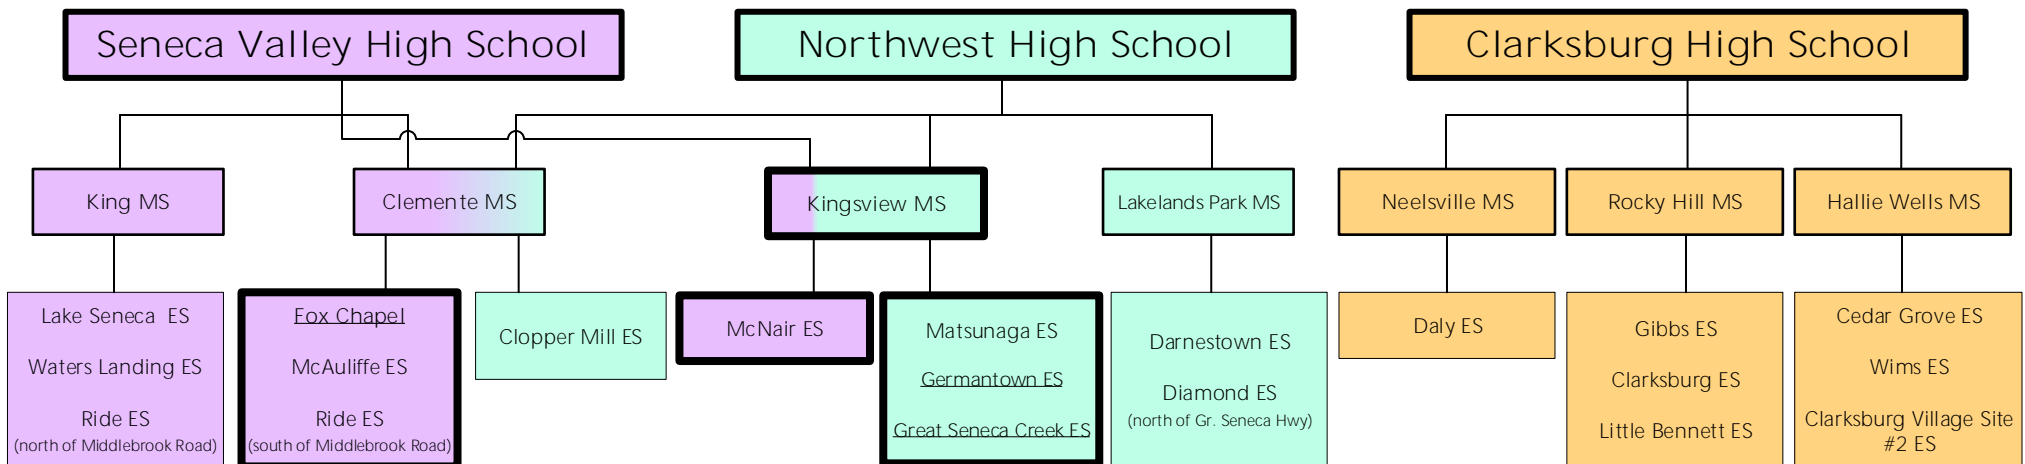 Seneca Valley High School
Northwest High School
Clarksburg High School
King MS
Clemente MS
Kingsview MS
Lakelands Park MS
Neelsville MS
Rocky Hill MS
Hallie Wells MS
Lake Seneca ES
Waters Landing ES
Ride ES
(north of Middlebrook Road)
Fox Chapel
McAuliffe ES
Ride ES
(south of Middlebrook Road)
Clopper Mill ES
McNair ES
Matsunaga ES
Germantown ES
Great Seneca Creek ES
Darnestown ES
Diamond ES
(north of Gr. Seneca Hwy)
Daly ES
Gibbs ES
Clarksburg ES
Little Bennett ES
Cedar Grove ES
Wims ES
Clarksburg Village Site
#2 ES